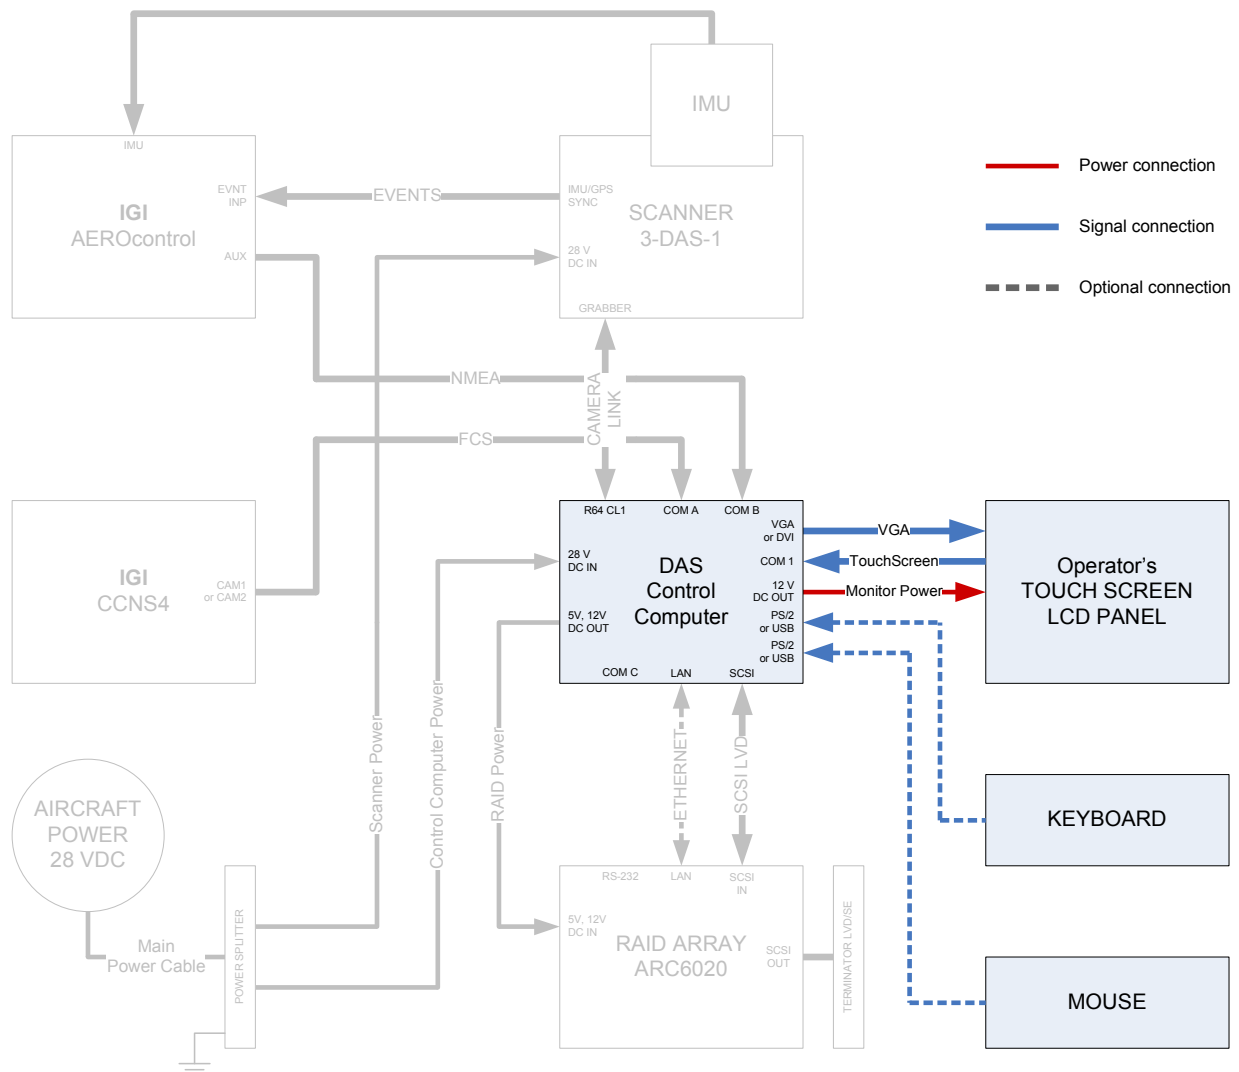 IMU
IMU
EVNT
INP
IGI
AEROcontrol
AUX
EVENTS
IMU/GPS
SYNC
SCANNER
3-DAS-1
28 V
DC IN
GRABBER
Power connection
Signal connection
Optional connection
NMEA
CAMERA
LINK
FCS
IGI
CCNS4
CAM1
or CAM2
R64 CL1
COM A
COM B
VGA
or DVI
28 V
DC IN
DAS
Control
Computer
COM 1
12 V
DC OUT
5V, 12V
DC OUT
PS/2
or USB
PS/2
or USB
COM C
LAN
SCSI
VGA
TouchScreen
Monitor Power
Operator's
TOUCH SCREEN
LCD PANEL
Scanner Power
Control Computer Power
RAID Power
ETHERNET
SCSI LVD
KEYBOARD
AIRCRAFT
POWER
28 VDC
Main
Power Cable
POWER SPLITTER
RS-232
LAN
SCSI
IN
5V, 12V
DC IN
RAID ARRAY
ARC6020
SCSI
OUT
TERMINATOR LVD/SE
MOUSE